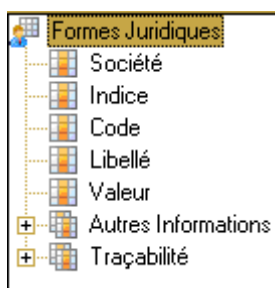 Formes Juridiques
Société
Indice
Code
Libellé
Valeur
Autres Informations
Traçabilité